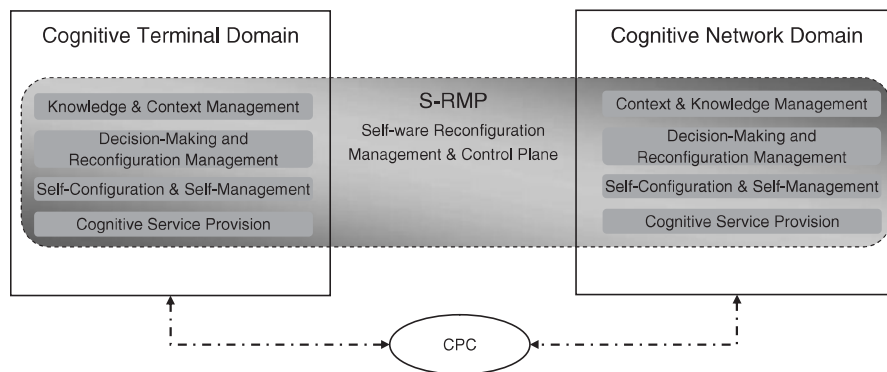 Cognitive Terminal Domain
Knowledge & Context Management
Decision-Making and
Reconfiguration Management
Self-Configuration & Self-Management
Cognitive Service Provision
S-RMP
Self-ware Reconfiguration
Management & Control Plane
Cognitive Network Domain
Context & Knowledge Management
Decision-Making and
Reconfiguration Management
Self-Configuration & Self-Management
Cognitive Service Provision
CPC